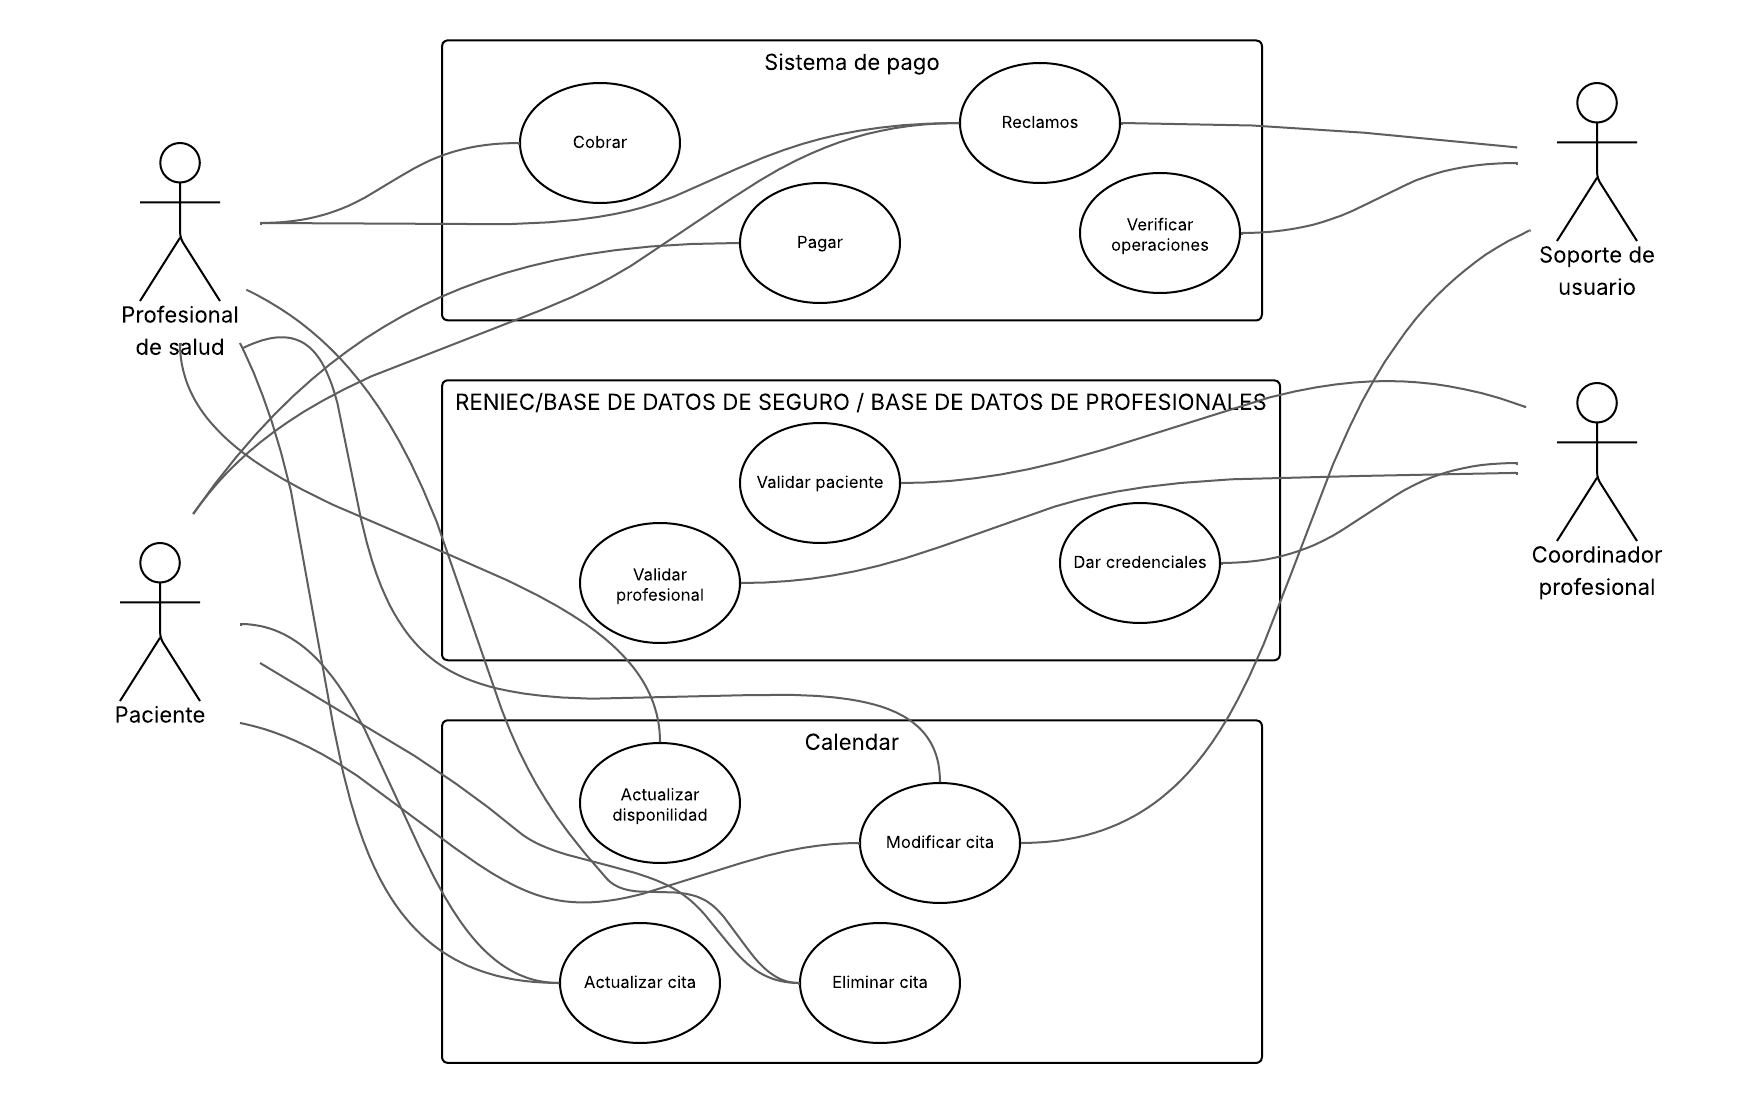 Sistema de pago
Cobrar
Reclamos
Pagar
Verificar
operaciones
Profesional
de salud
Soporte de
usuario
RENIEC/BASE DE DATOS DE SEGURO / BASE DE DATOS DE PROFESIONALES
Validar paciente
Validar
profesional
Dar credenciales
Coordinador
profesional
Paciente
Calendar
Actualizar
disponilidad
Modificar cita
Actualizar cita
Eliminar cita